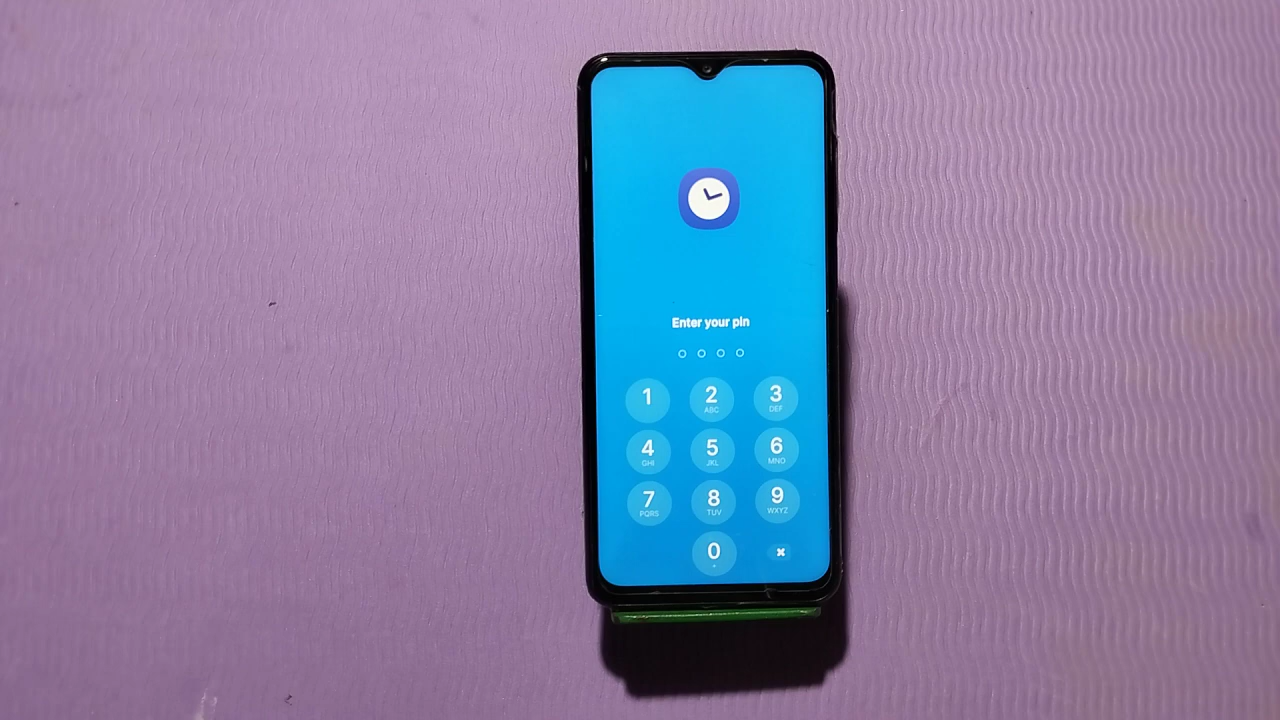 Enter your pin
1 2 3
ABC DEF
4 5 6
GHI JKL MNO
7 8 9
PQRS TUV WXYZ
0